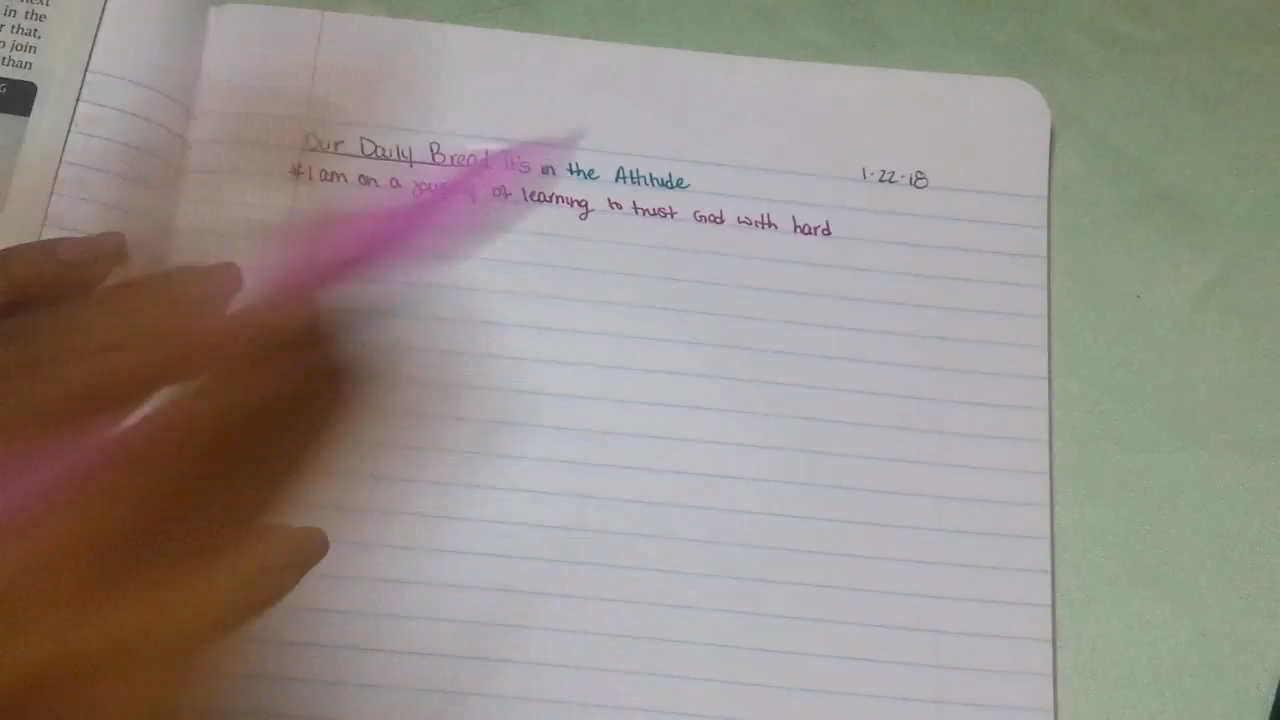 in the
that,
join
than
G
Our Daily Bread It's in the Attitude 1-22-18
*I am on a of learning to trust God with hard